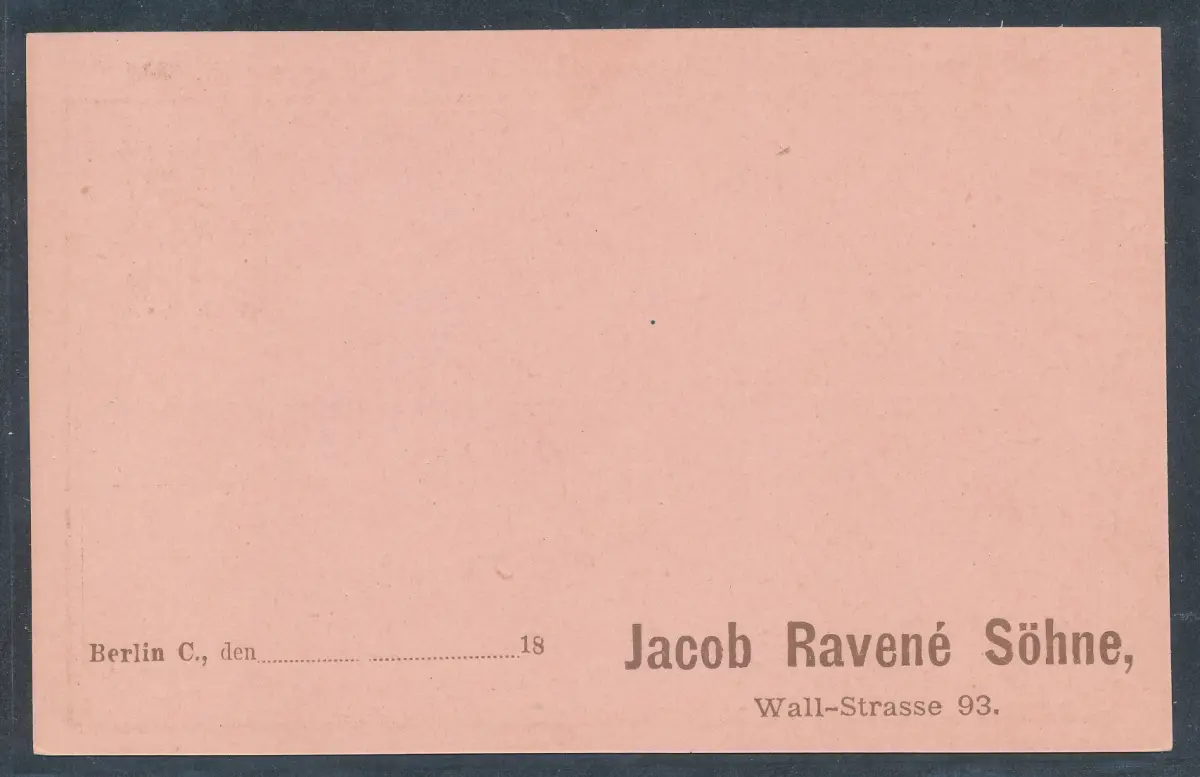 Berlin C., den 18
Jacob Ravené Söhne,
Wall-Strasse 93.